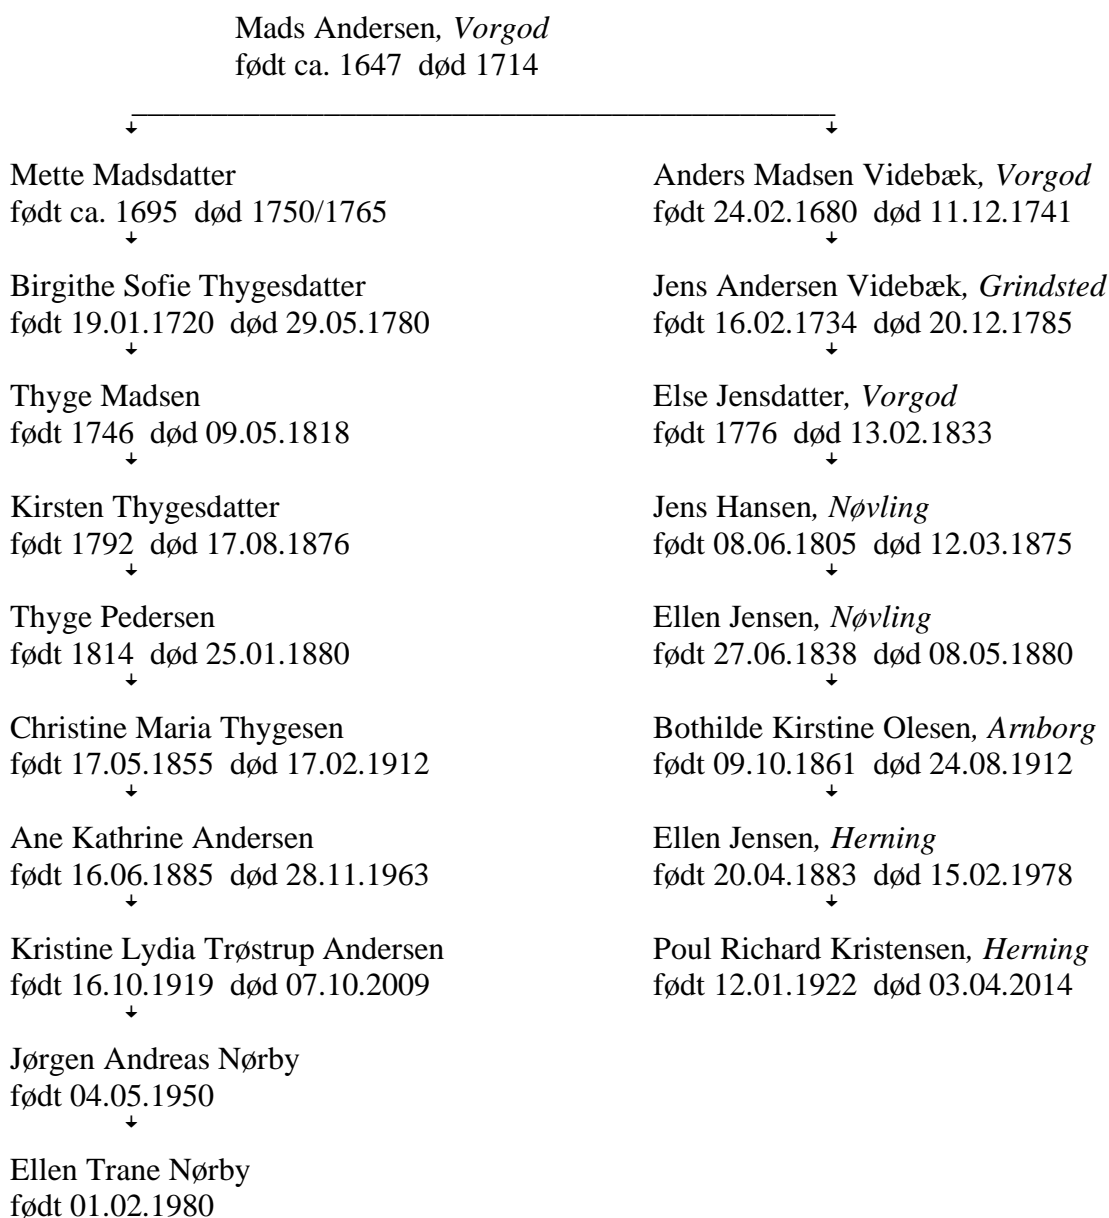 Mads Andersen, Vorgod
født ca. 1647 død 1714
Mette Madsdatter
født ca. 1695 død 1750/1765
Birgithe Sofie Thygesdatter
født 19.01.1720 død 29.05.1780
Thyge Madsen
født 1746 død 09.05.1818
Kirsten Thygesdatter
født 1792 død 17.08.1876
Thyge Pedersen
født 1814 død 25.01.1880
Christine Maria Thygesen
født 17.05.1855 død 17.02.1912
Ane Kathrine Andersen
født 16.06.1885 død 28.11.1963
Kristine Lydia Trøstrup Andersen
født 16.10.1919 død 07.10.2009
Jørgen Andreas Nørby
født 04.05.1950
Ellen Trane Nørby
født 01.02.1980
Anders Madsen Videbæk, Vorgod
født 24.02.1680 død 11.12.1741
Jens Andersen Videbæk, Grindsted
født 16.02.1734 død 20.12.1785
Else Jensdatter, Vorgod
født 1776 død 13.02.1833
Jens Hansen, Nøvling
født 08.06.1805 død 12.03.1875
Ellen Jensen, Nøvling
født 27.06.1838 død 08.05.1880
Bothilde Kirstine Olesen, Arnborg
født 09.10.1861 død 24.08.1912
Ellen Jensen, Herning
født 20.04.1883 død 15.02.1978
Poul Richard Kristensen, Herning
født 12.01.1922 død 03.04.2014